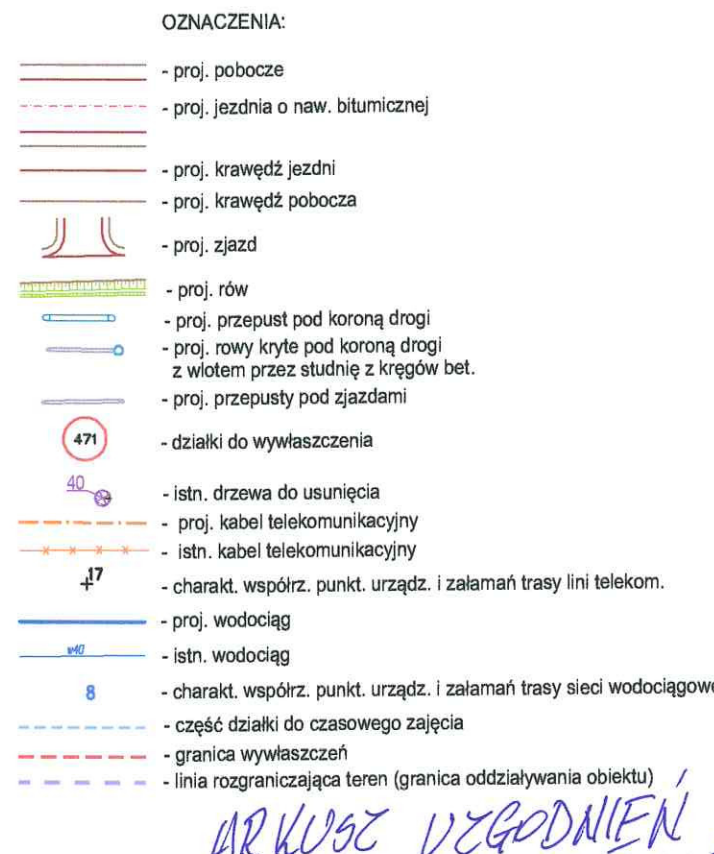 OZNACZENIA:
- proj. pobocze
- proj. jezdnia o naw. bitumicznej
- proj. krawędź jezdni
- proj. krawędź pobocza
- proj. zjazd
- proj. rów
- proj. przepust pod koroną drogi
- proj. rowy kryte pod koroną drogi
z wlotem przez studnię z kręgów bet.
- proj. przepusty pod zjazdami
471 - działki do wywłaszczenia
40 - istn. drzewa do usunięcia
- proj. kabel telekomunikacyjny
- istn. kabel telekomunikacyjny
17 - charakt. współrz. punkt. urządz. i załamań trasy lini telekom.
- proj. wodociąg
w40 - istn. wodociąg
8 - charakt. współrz. punkt. urządz. i załamań trasy sieci wodociągowe
- część działki do czasowego zajęcia
- granica wywłaszczeń
- linia rozgraniczająca teren (granica oddziaływania obiektu)
ARKUSZ UZGODNIEŃ